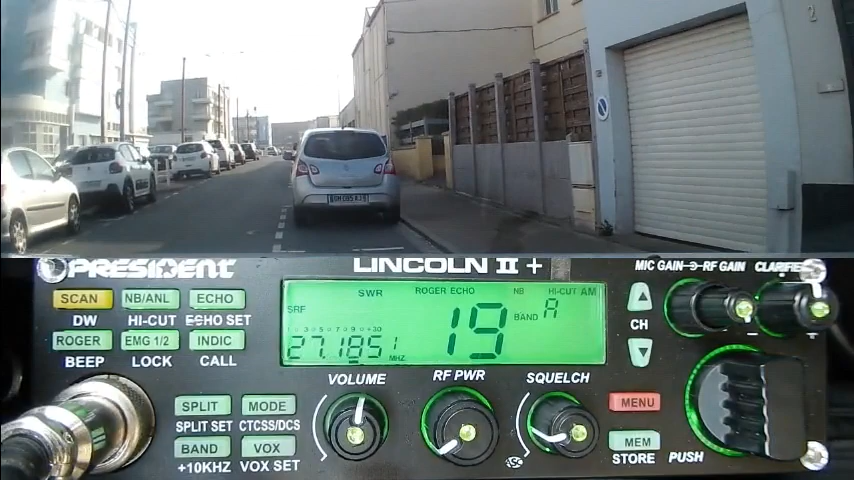 2
PRESIDENT
LINCOLN II +
MIC GAIN RF GAIN CLARIFIER
SCAN NB/ANL ECHO
DW HI-CUT ECHO SET
ROGER EMG 1/2 INDIC
BEEP LOCK CALL
SWR ROGER ECHO NB HI-CUT AM
SRF
BAND A
19
27.1851 MHZ
CH
VOLUME RF PWR SQUELCH
SPLIT MODE
SPLIT SET CTCSS/DCS
BAND VOX
+10KHZ VOX SET
ASC
MENU
MEM
STORE PUSH
- +